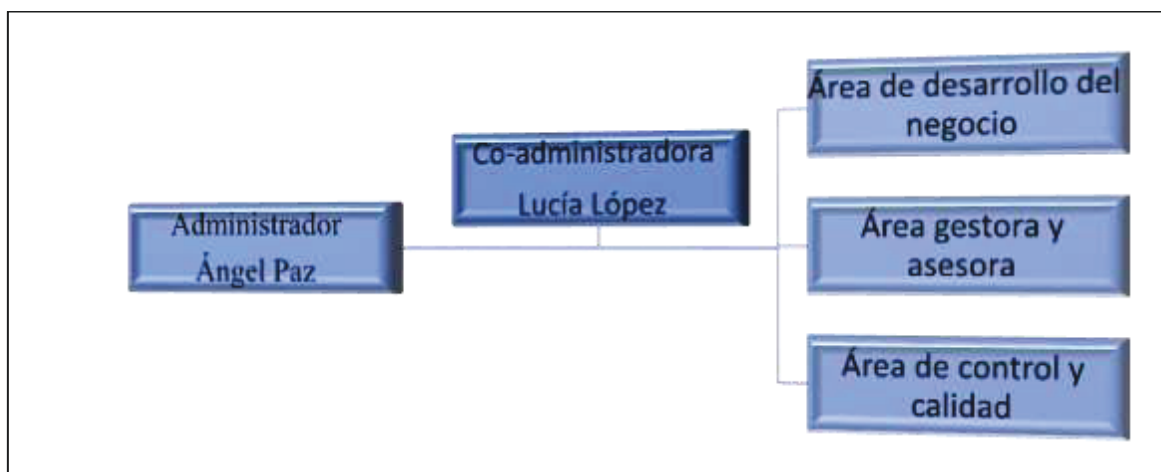 Administrador
Ángel Paz
Co-administradora
Lucía López
Área de desarrollo del
negocio
Área gestora y
asesora
Área de control y
calidad